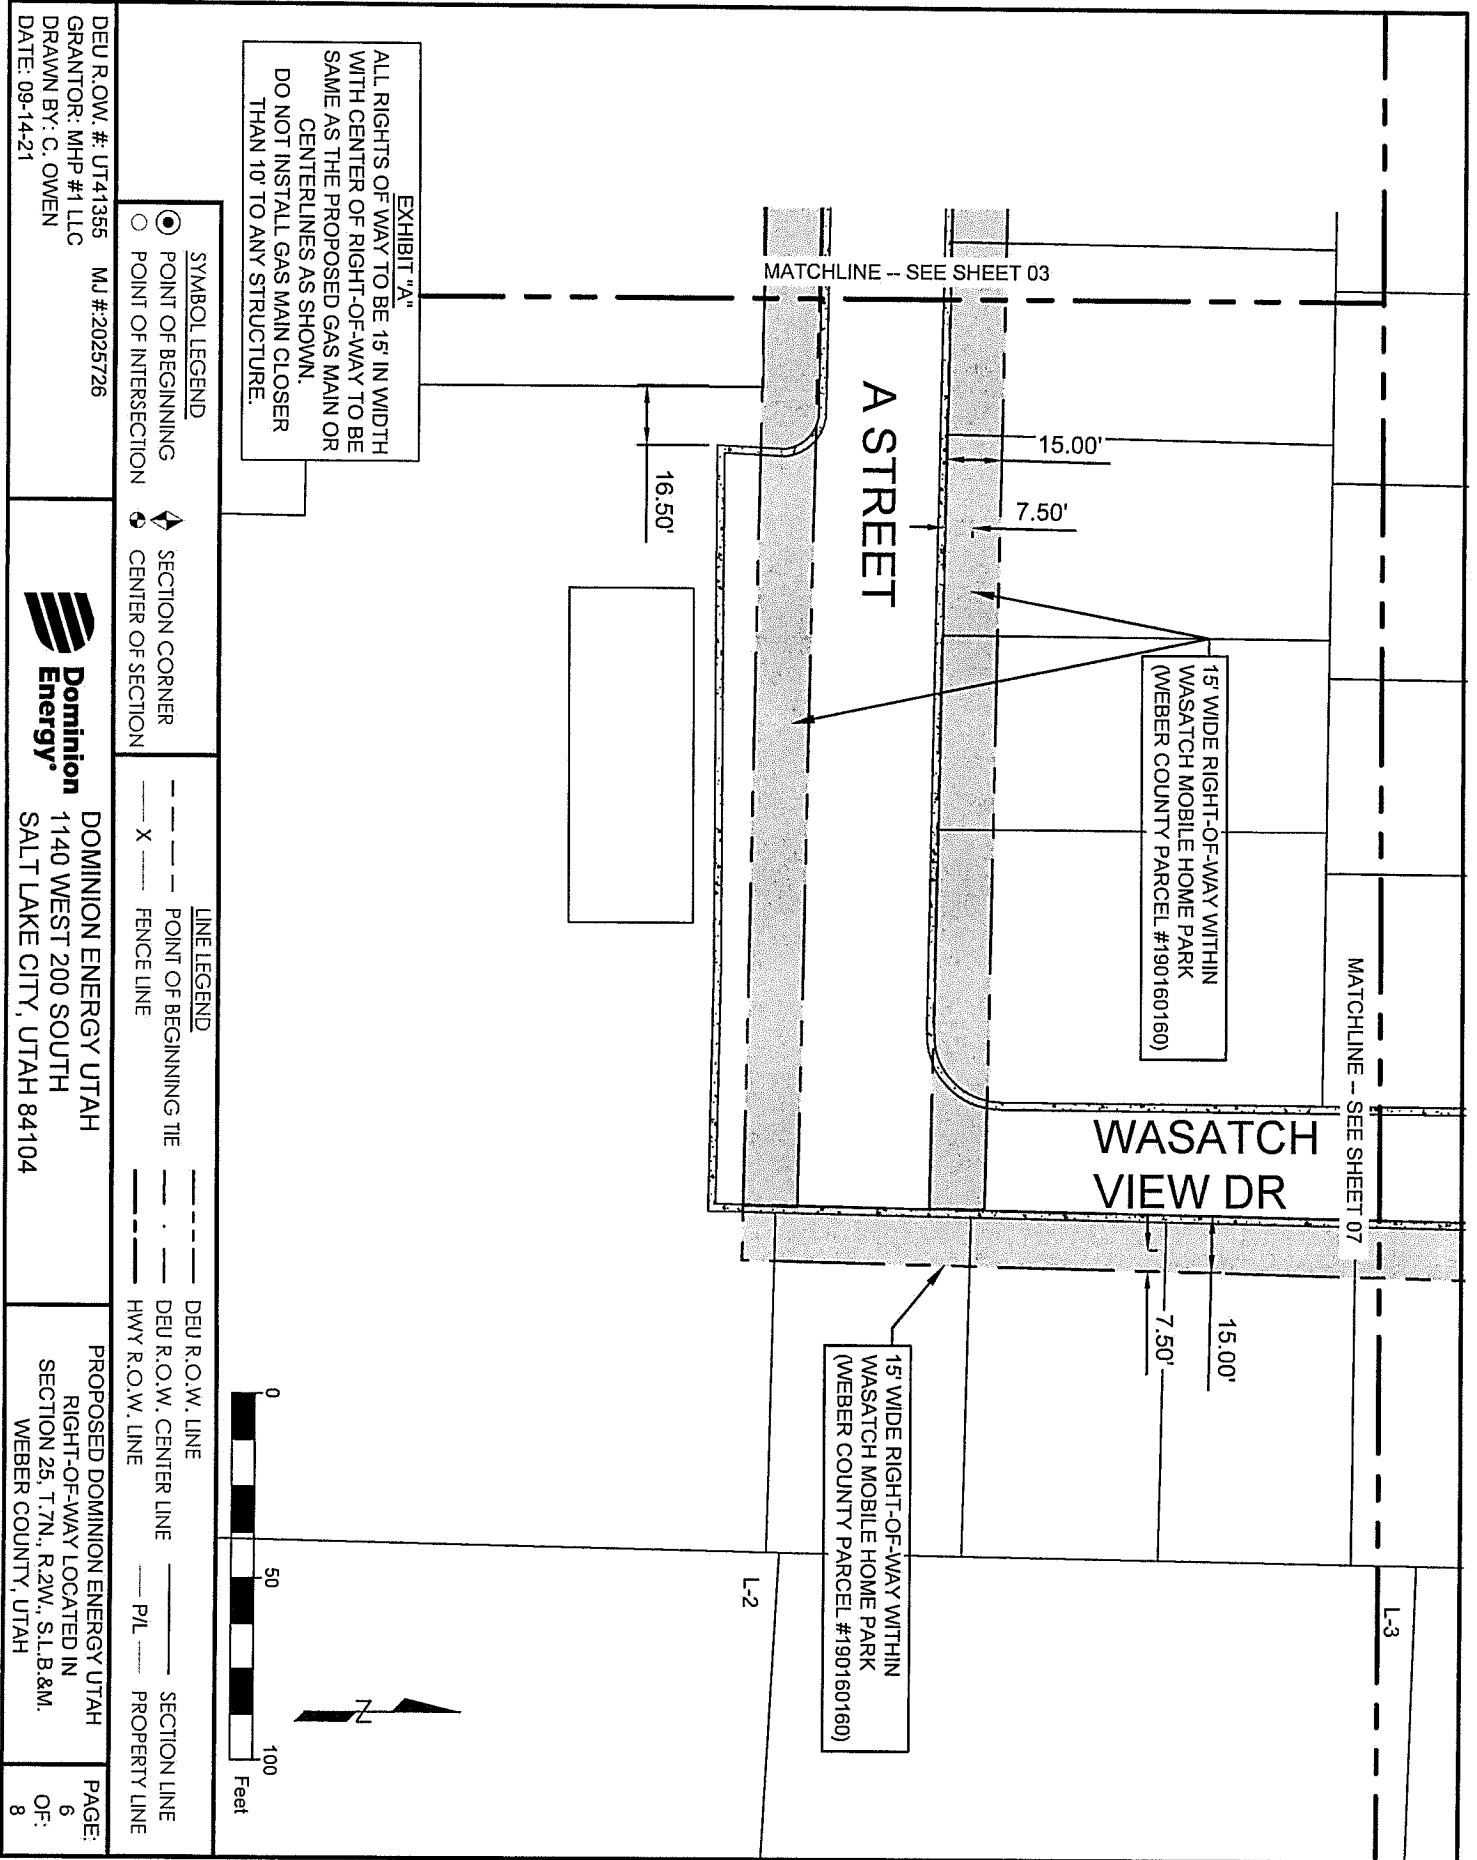 MATCHLINE -- SEE SHEET 03
MATCHLINE -- SEE SHEET 07
A STREET
WASATCH
VIEW DR
15.00'
7.50'
15' WIDE RIGHT-OF-WAY WITHIN
WASATCH MOBILE HOME PARK
(WEBER COUNTY PARCEL #190160160)
15.00'
7.50'
15' WIDE RIGHT-OF-WAY WITHIN
WASATCH MOBILE HOME PARK
(WEBER COUNTY PARCEL #190160160)
L-3
L-2
16.50'
EXHIBIT "A"
ALL RIGHTS OF WAY TO BE 15' IN WIDTH
WITH CENTER OF RIGHT-OF-WAY TO BE
SAME AS THE PROPOSED GAS MAIN OR
CENTERLINES AS SHOWN.
DO NOT INSTALL GAS MAIN CLOSER
THAN 10' TO ANY STRUCTURE.
N
0 50 100 Feet
SYMBOL LEGEND
POINT OF BEGINNING
POINT OF INTERSECTION
SECTION CORNER
CENTER OF SECTION
LINE LEGEND
POINT OF BEGINNING TIE
X FENCE LINE
DEU R.O.W. LINE
DEU R.O.W. CENTER LINE
HWY R.O.W. LINE
SECTION LINE
P/L PROPERTY LINE
DEU R.O.W. #: UT41355 MJ #:2025726
GRANTOR: MHP #1 LLC
DRAWN BY: C. OWEN
DATE: 09-14-21
Dominion
Energy®
DOMINION ENERGY UTAH
1140 WEST 200 SOUTH
SALT LAKE CITY, UTAH 84104
PROPOSED DOMINION ENERGY UTAH
RIGHT-OF-WAY LOCATED IN
SECTION 25, T.7N., R.2W., S.L.B.&M.
WEBER COUNTY, UTAH
PAGE:
6
OF:
8